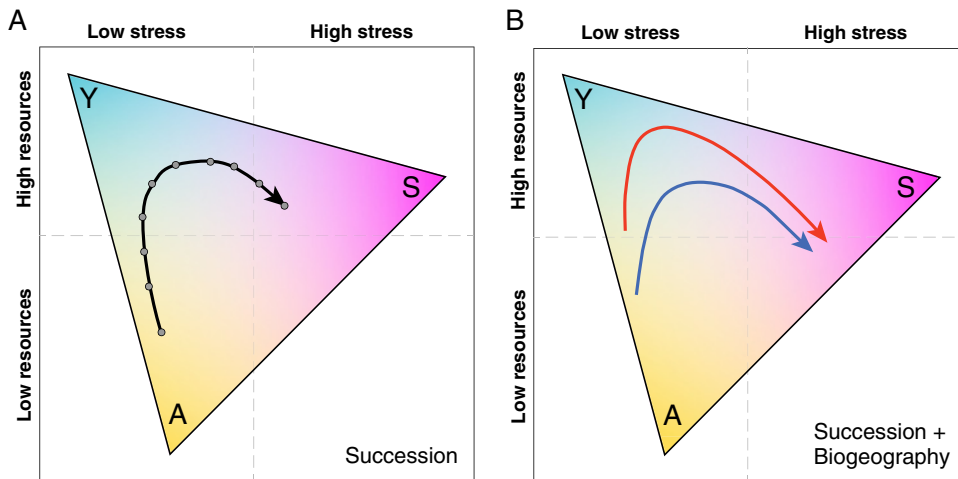 A
Low stress
High stress
High resources
Low resources
Y
S
A
Succession
B
Low stress
High stress
High resources
Low resources
Y
S
A
Succession +
Biogeography